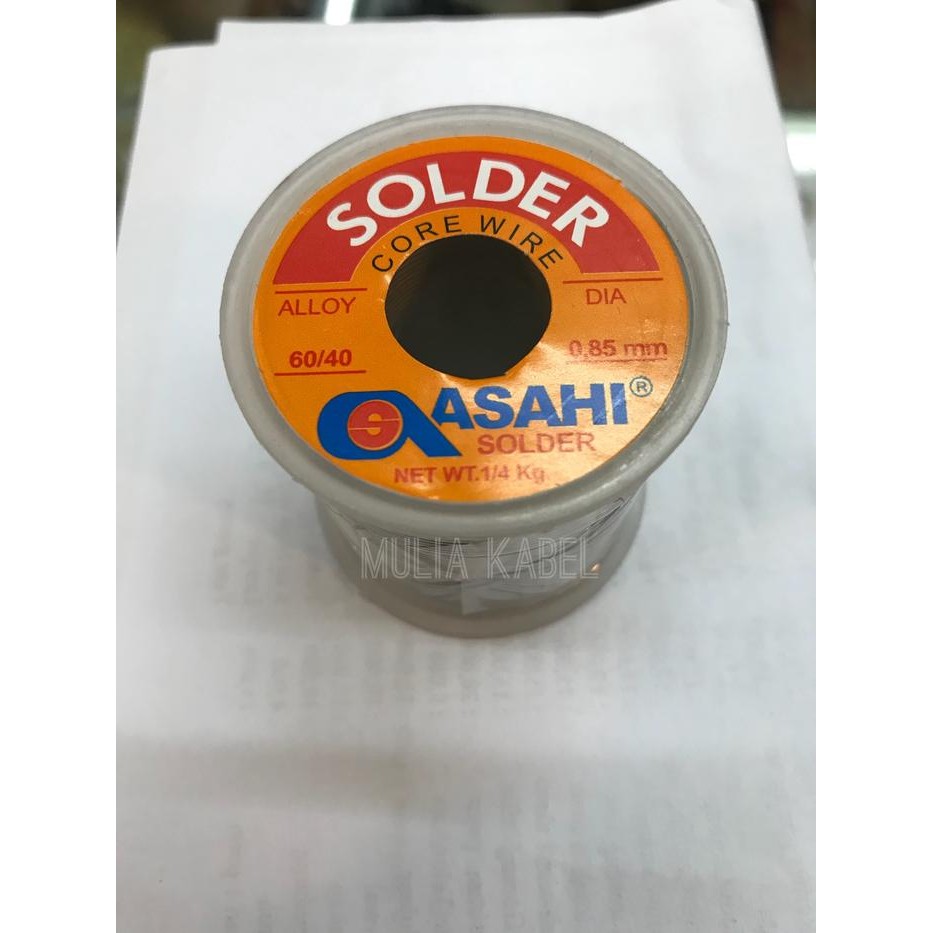 SOLDER
CORE WIRE
ALLOY
60/40
DIA
0.85 mm
ASAHI®
SOLDER
NET WT.1/4 Kg.
MULIA KABEL